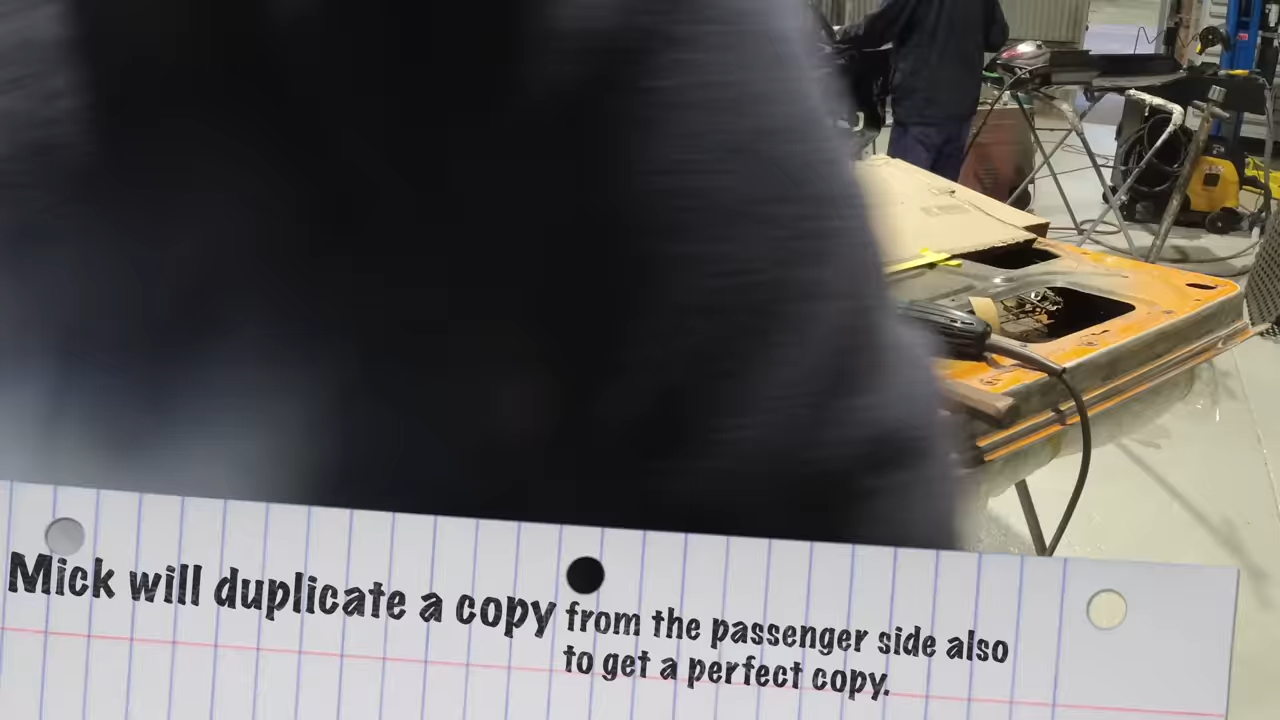 Mick will duplicate a copy from the passenger side also
to get a perfect copy.